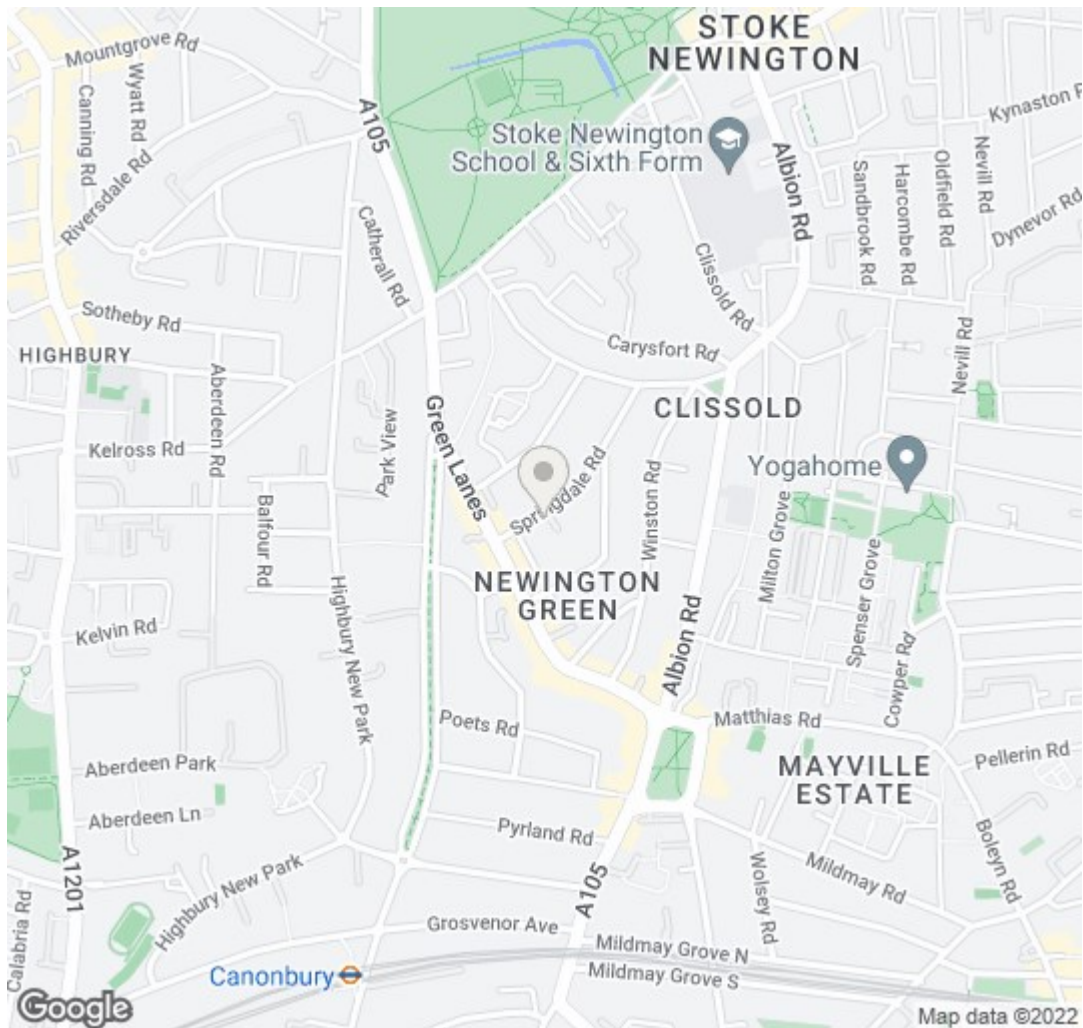 STOKE
NEWINGTON
Mountgrove Rd
Wyatt Rd
Canning Rd
A105
Kynaston R
Stoke Newington
School & Sixth Form
Albion Rd
Nevill Rd
Oldfield Rd
Harcombe Rd
Sandbrook Rd
Riversdale Rd
Dynevor Rd
Catherall Rd
Clissold Rd
Sotheby Rd
Carysfort Rd
Nevill Rd
HIGHBURY
Aberdeen Rd
CLISSOLD
Green Lanes
Park View
Kelross Rd
Yogahome
Springdale Rd
Winston Rd
Balfour Rd
Milton Grove
Spenser Grove
NEWINGTON
GREEN
Highbury New Park
Kelvin Rd
Albion Rd
Cowper Rd
Poets Rd
Matthias Rd
Pellerin Rd
Aberdeen Park
MAYVILLE
ESTATE
Aberdeen Ln
Pyrland Rd
Boleyn Rd
A1201
Highbury New Park
A105
Wolsey Rd
Mildmay Rd
Calabria Rd
Grosvenor Ave
Mildmay Grove N
Canonbury
Mildmay Grove S
Google
Map data ©2022